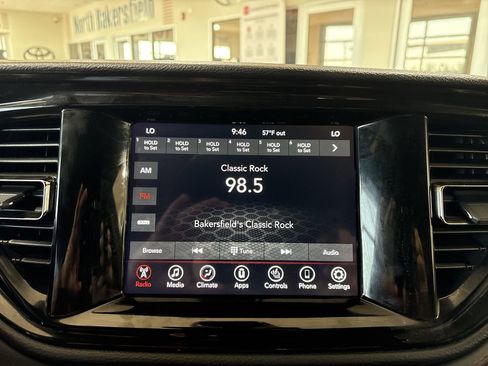 North Bakersfield
LO 9:46 57°F out LO
1 HOLD to Set 2 HOLD to Set 3 HOLD to Set 4 HOLD to Set 5 HOLD to Set 6 HOLD to Set
AM
Classic Rock
98.5
FM
Bakersfield's Classic Rock
Browse Tune Audio
Radio Media Climate Apps Controls Phone Settings